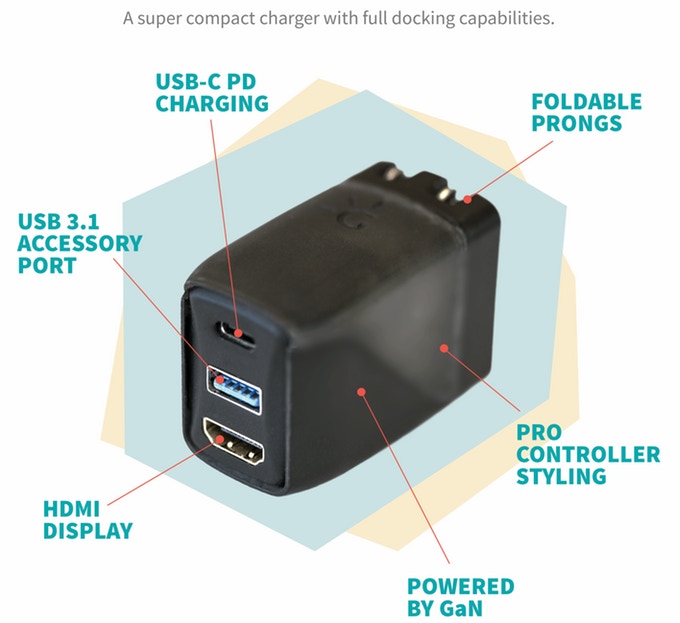 A super compact charger with full docking capabilities.
USB-C PD
CHARGING
FOLDABLE
PRONGS
USB 3.1
ACCESSORY
PORT
PRO
CONTROLLER
STYLING
HDMI
DISPLAY
POWERED
BY GaN